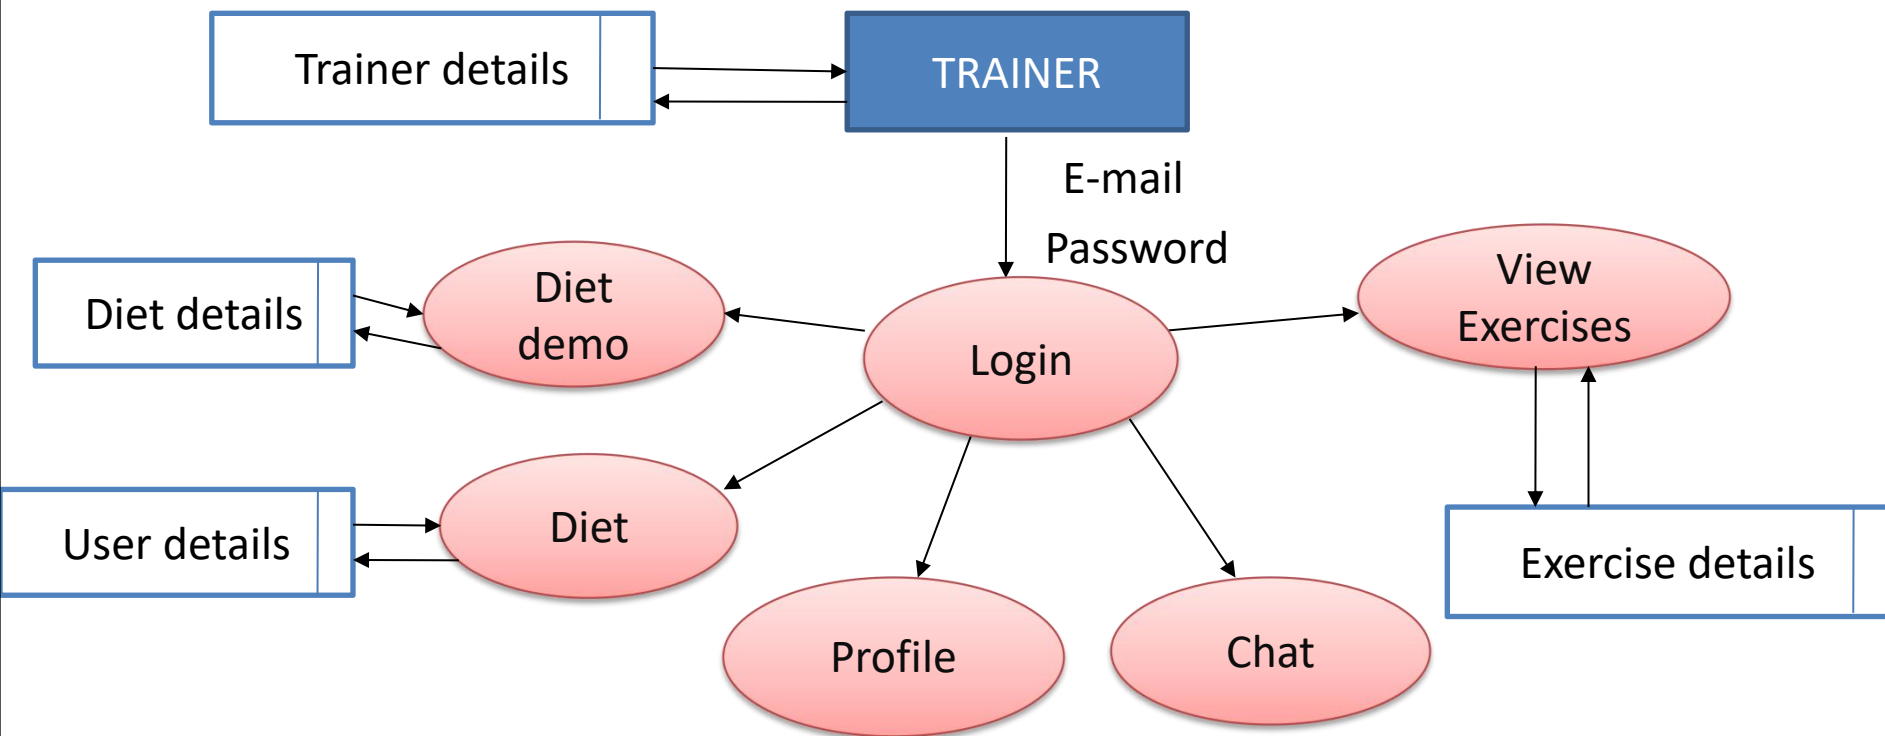 Trainer details
TRAINER
E-mail
Password
Diet details
Diet
demo
Login
View
Exercises
User details
Diet
Profile
Chat
Exercise details